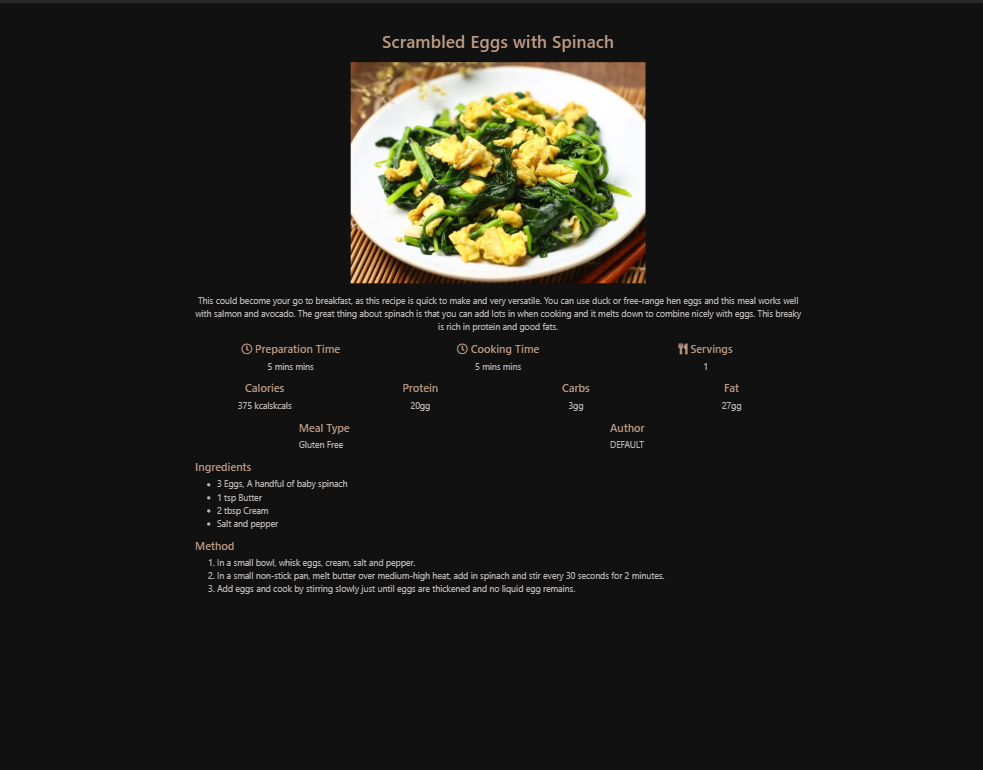 Scrambled Eggs with Spinach
This could become your go to breakfast, as this recipe is quick to make and very versatile. You can use duck or free-range hen eggs and this meal works well
with salmon and avocado. The great thing about spinach is that you can add lots in when cooking and it melts down to combine nicely with eggs. This breaky
is rich in protein and good fats.
Preparation Time Cooking Time Servings
5 mins mins 5 mins mins 1
Calories Protein Carbs Fat
375 kcalskcals 20gg 3gg 27gg
Meal Type Author
Gluten Free DEFAULT
Ingredients
• 3 Eggs, A handful of baby spinach
• 1 tsp Butter
• 2 tbsp Cream
• Salt and pepper
Method
1. In a small bowl, whisk eggs, cream, salt and pepper.
2. In a small non-stick pan, melt butter over medium-high heat, add in spinach and stir every 30 seconds for 2 minutes.
3. Add eggs and cook by stirring slowly just until eggs are thickened and no liquid egg remains.